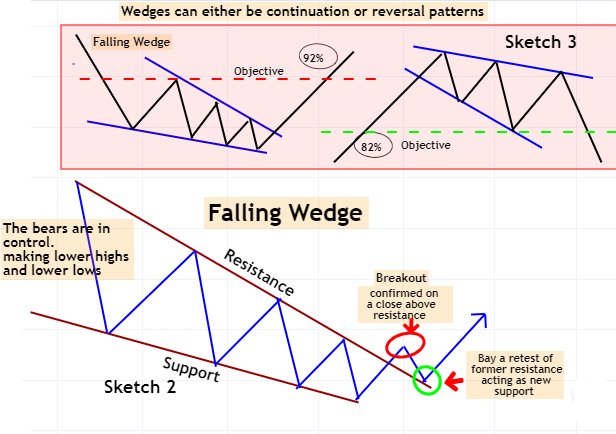 Wedges can either be continuation or reversal patterns
Falling Wedge
92%
Sketch 3
Objective
82%
Objective
Falling Wedge
The bears are in
control.
making lower highs
and lower lows
Resistance
Breakout
confirmed on
a close above
resistance
Support
Sketch 2
Bay a retest of
former resistance
acting as new
support